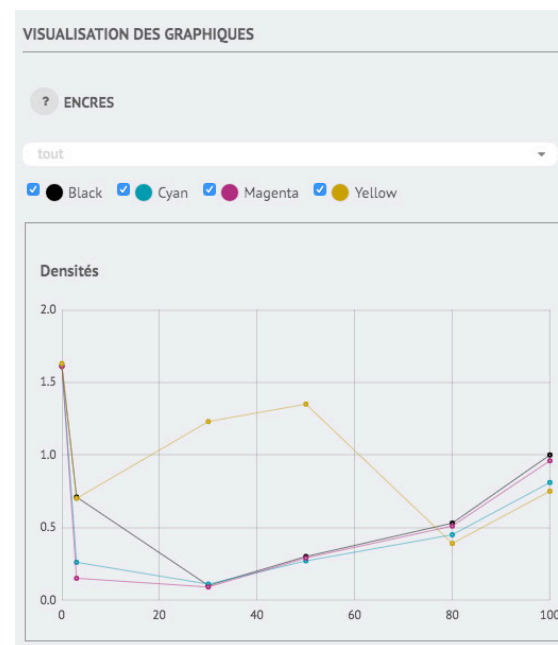 VISUALISATION DES GRAPHIQUES
? ENCRES
tout
Black Cyan Magenta Yellow
Densités
2.0
1.5
1.0
0.5
0.0
0 20 40 60 80 100